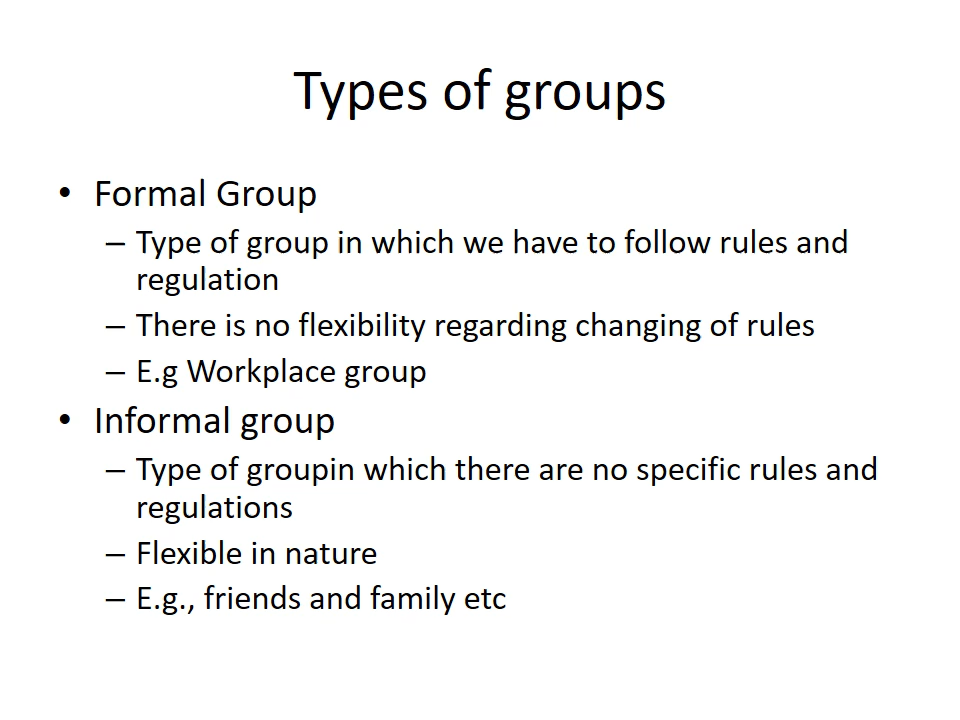 Types of groups
• Formal Group
– Type of group in which we have to follow rules and
regulation
– There is no flexibility regarding changing of rules
– E.g Workplace group
• Informal group
– Type of groupin which there are no specific rules and
regulations
– Flexible in nature
– E.g., friends and family etc